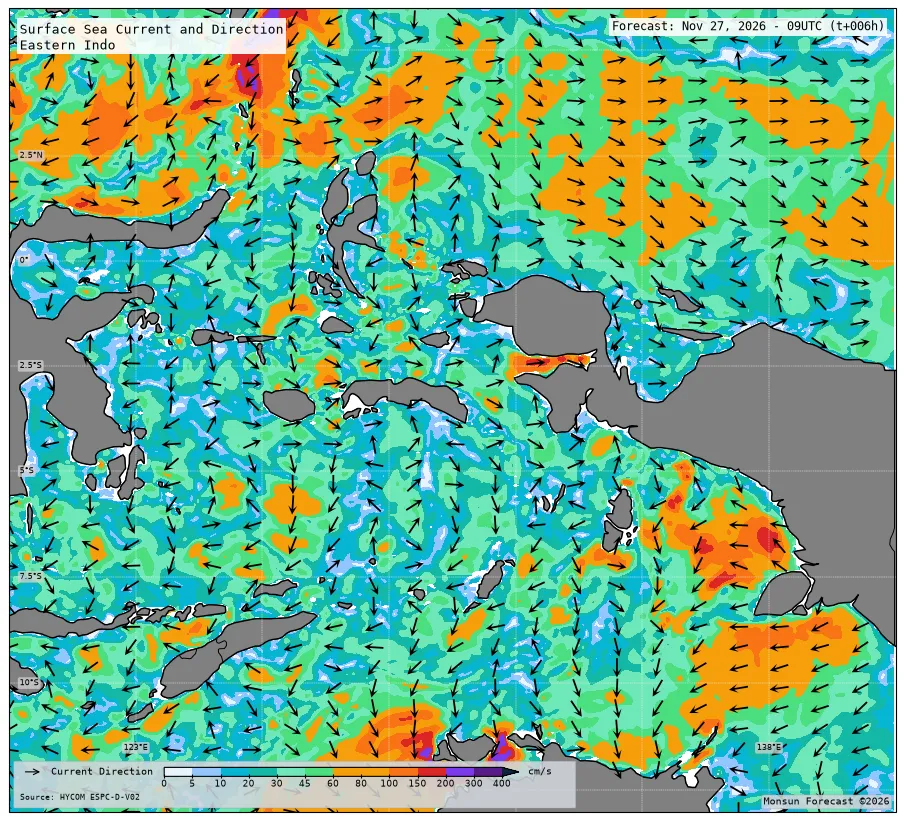 Surface Sea Current and Direction
Eastern Indo
Forecast: Nov 27, 2026 - 09UTC (t+006h)
2.5°N
0°
2.5°S
5°S
7.5°S
10°S
123°E
138°E
Current Direction
0 5 10 20 30 45 60 80 100 150 200 300 400
cm/s
Source: HYCOM ESPC-D-V02
Monsun Forecast ©2026